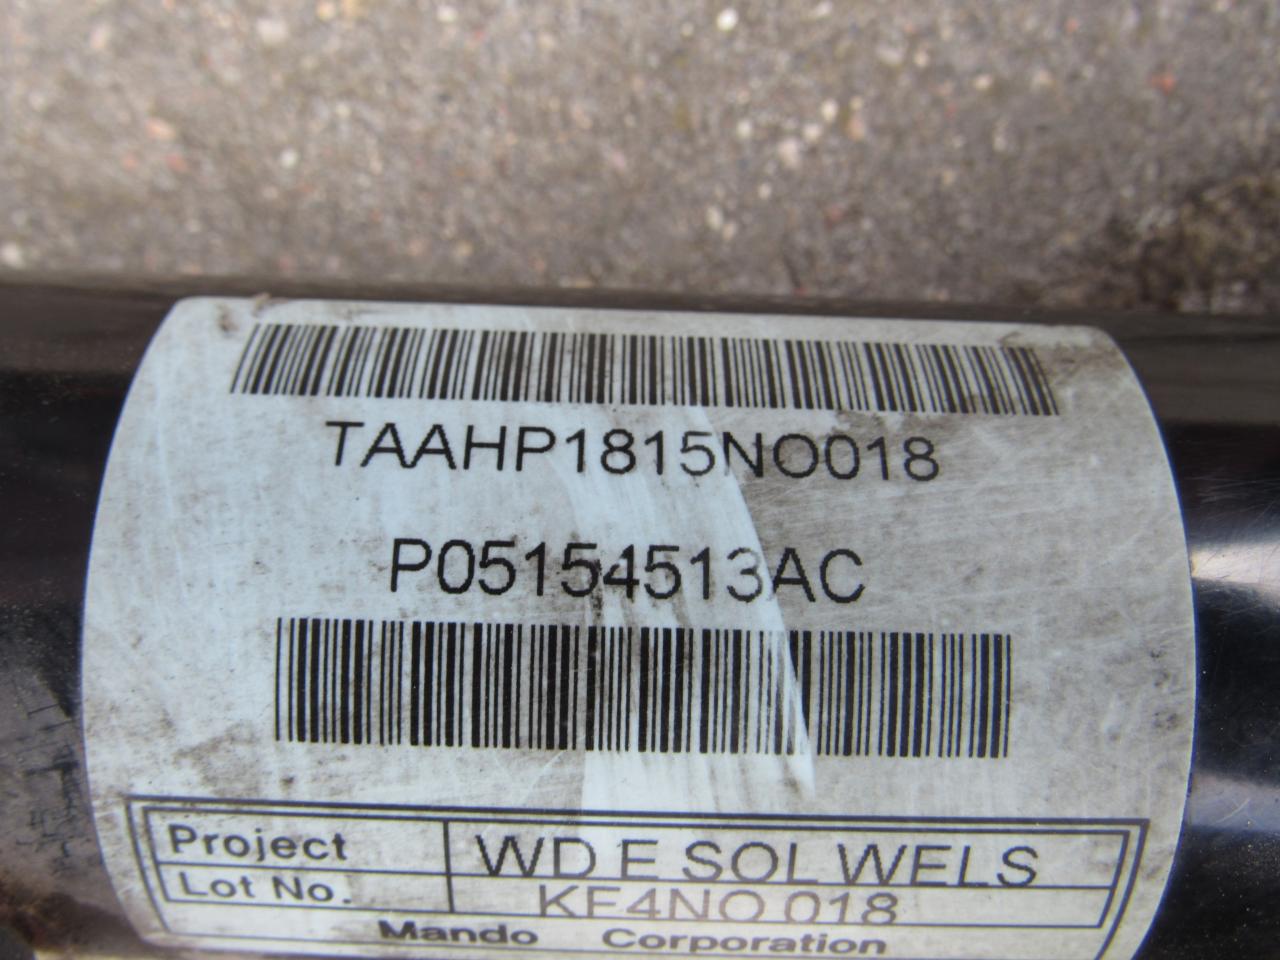 TAAHP1815NO018
P05154513AC
Project WD E SOL WELS
Lot No. KF4NO 018
Mando Corporation